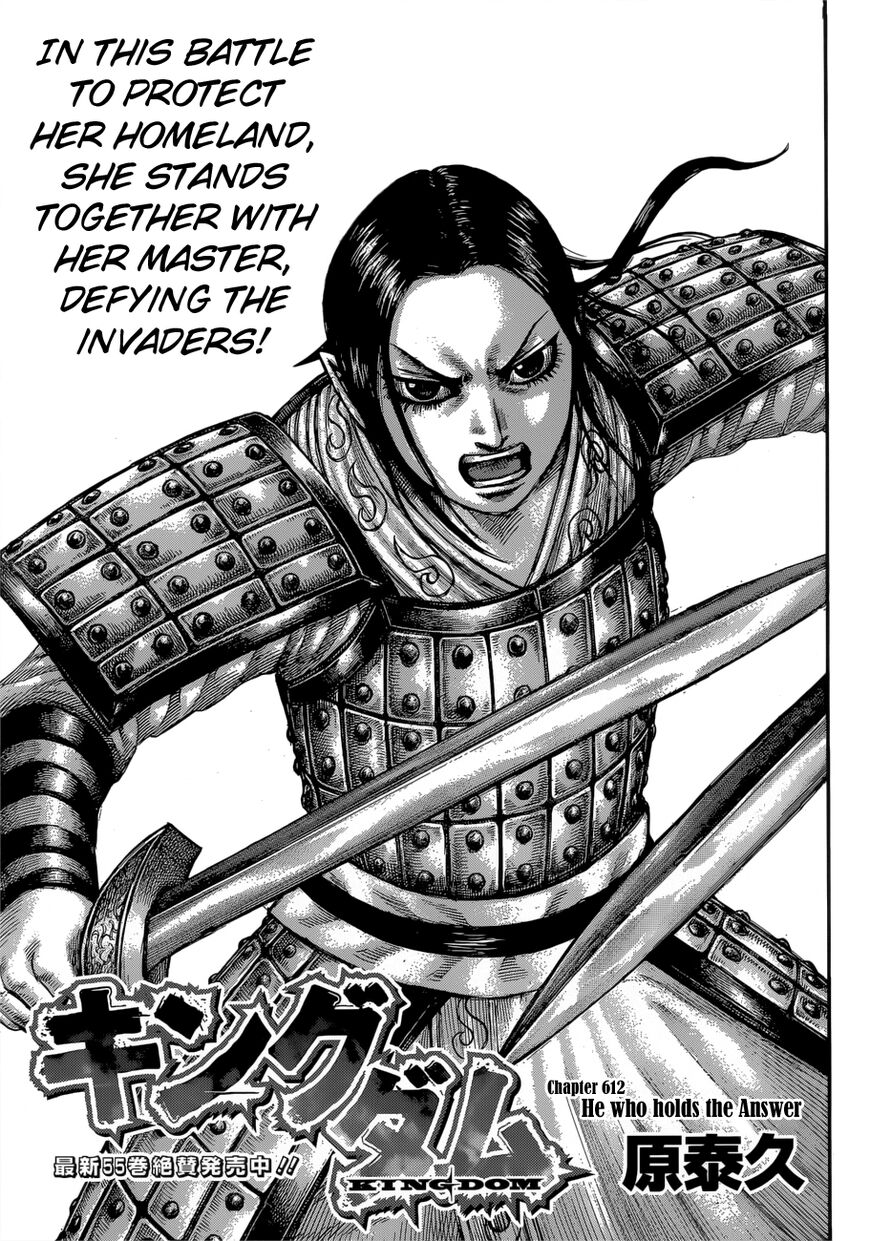 IN THIS BATTLE
TO PROTECT
HER HOMELAND,
SHE STANDS
TOGETHER WITH
HER MASTER,
DEFYING THE
INVADERS!
キングダム
KINGDOM
最新55巻絶賛発売中!!
Chapter 612
He who holds the Answer
原泰久